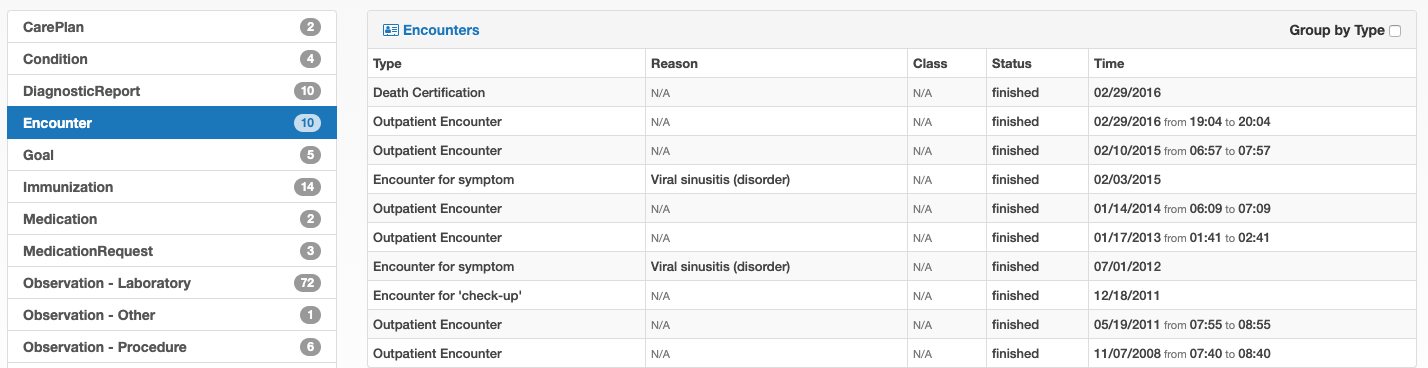 CarePlan 2
Condition 4
DiagnosticReport 10
Encounter 10
Goal 5
Immunization 14
Medication 2
MedicationRequest 3
Observation - Laboratory 72
Observation - Other 1
Observation - Procedure 6
Encounters Group by Type
Type Reason Class Status Time
Death Certification N/A N/A finished 02/29/2016
Outpatient Encounter N/A N/A finished 02/29/2016 from 19:04 to 20:04
Outpatient Encounter N/A N/A finished 02/10/2015 from 06:57 to 07:57
Encounter for symptom Viral sinusitis (disorder) N/A finished 02/03/2015
Outpatient Encounter N/A N/A finished 01/14/2014 from 06:09 to 07:09
Outpatient Encounter N/A N/A finished 01/17/2013 from 01:41 to 02:41
Encounter for symptom Viral sinusitis (disorder) N/A finished 07/01/2012
Encounter for 'check-up' N/A N/A finished 12/18/2011
Outpatient Encounter N/A N/A finished 05/19/2011 from 07:55 to 08:55
Outpatient Encounter N/A N/A finished 11/07/2008 from 07:40 to 08:40